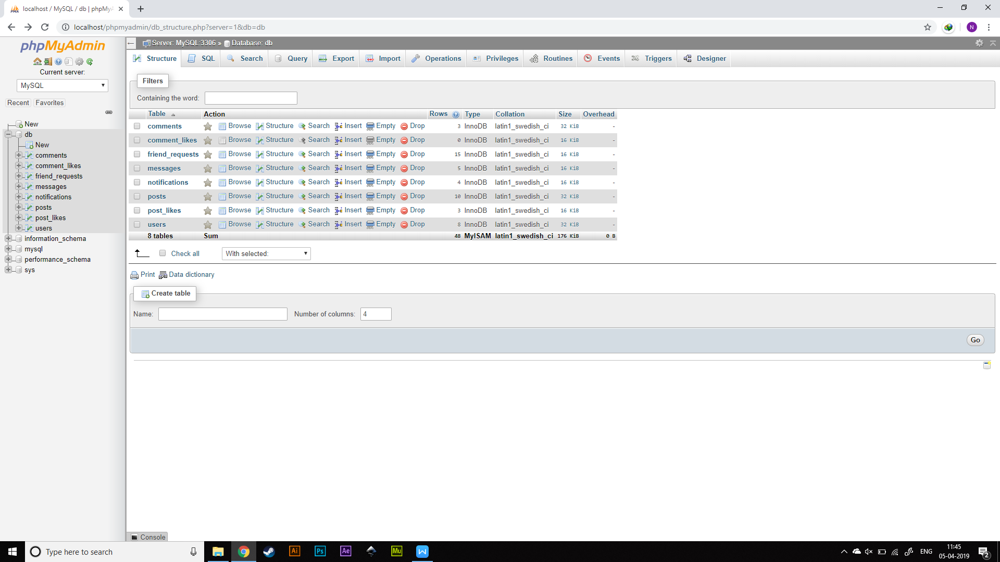 localhost / MySQL / db | phpMyA
localhost/phpmyadmin/db_structure.php?server=1&db=db
N
phpMyAdmin
Current server:
MySQL
Recent Favorites
New
db
New
comments
comment_likes
friend_requests
messages
notifications
posts
post_likes
users
information_schema
mysql
performance_schema
sys
Server: MySQL:3306 » Database: db
Structure SQL Search Query Export Import Operations Privileges Routines Events Triggers Designer
Filters
Containing the word:
Table Action Rows Type Collation Size Overhead
comments Browse Structure Search Insert Empty Drop 3 InnoDB latin1_swedish_ci 32 KiB -
comment_likes Browse Structure Search Insert Empty Drop 0 InnoDB latin1_swedish_ci 16 KiB -
friend_requests Browse Structure Search Insert Empty Drop 15 InnoDB latin1_swedish_ci 16 KiB -
messages Browse Structure Search Insert Empty Drop 5 InnoDB latin1_swedish_ci 16 KiB -
notifications Browse Structure Search Insert Empty Drop 4 InnoDB latin1_swedish_ci 16 KiB -
posts Browse Structure Search Insert Empty Drop 10 InnoDB latin1_swedish_ci 32 KiB -
post_likes Browse Structure Search Insert Empty Drop 3 InnoDB latin1_swedish_ci 16 KiB -
users Browse Structure Search Insert Empty Drop 8 InnoDB latin1_swedish_ci 32 KiB -
8 tables Sum 48 MyISAM latin1_swedish_ci 176 KiB 0 B
Check all With selected:
Print Data dictionary
Create table
Name: Number of columns: 4
Go
Console
Type here to search
Ai Ps Ae Mu W
ENG
11:45
05-04-2019
2